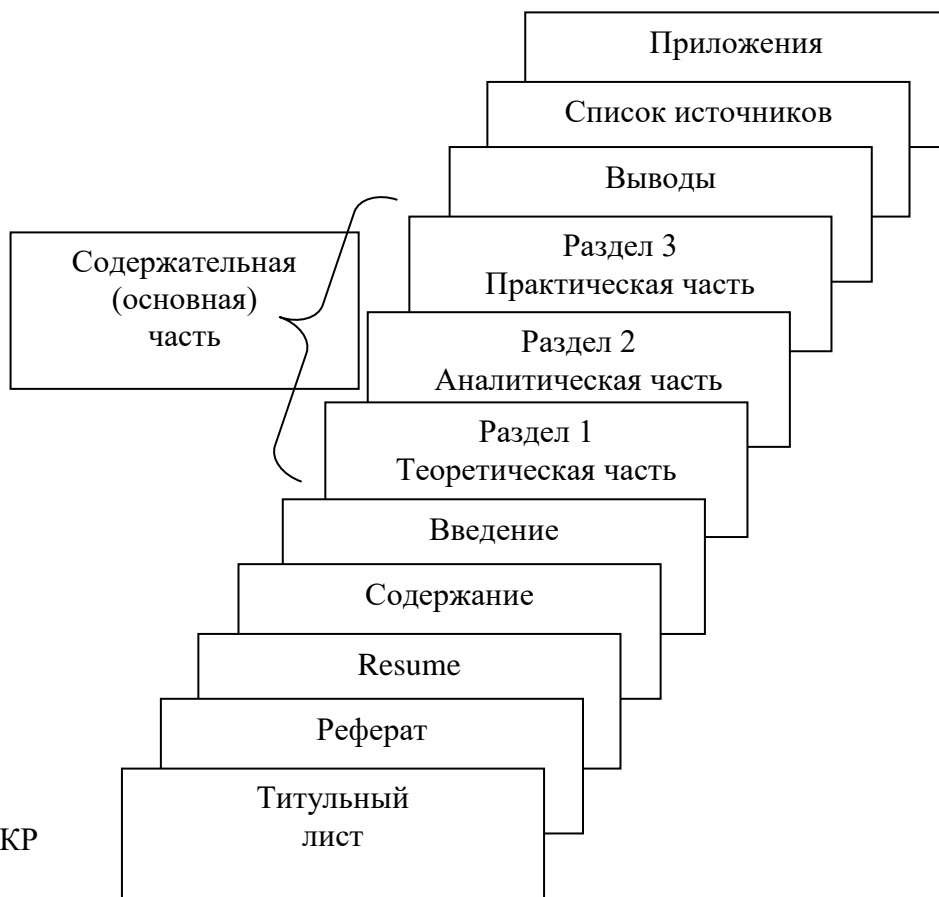 Приложения
Список источников
Выводы
Раздел 3
Практическая часть
Содержательная
(основная)
часть
Раздел 2
Аналитическая часть
Раздел 1
Теоретическая часть
Введение
Содержание
Resume
Реферат
Титульный
лист
КР